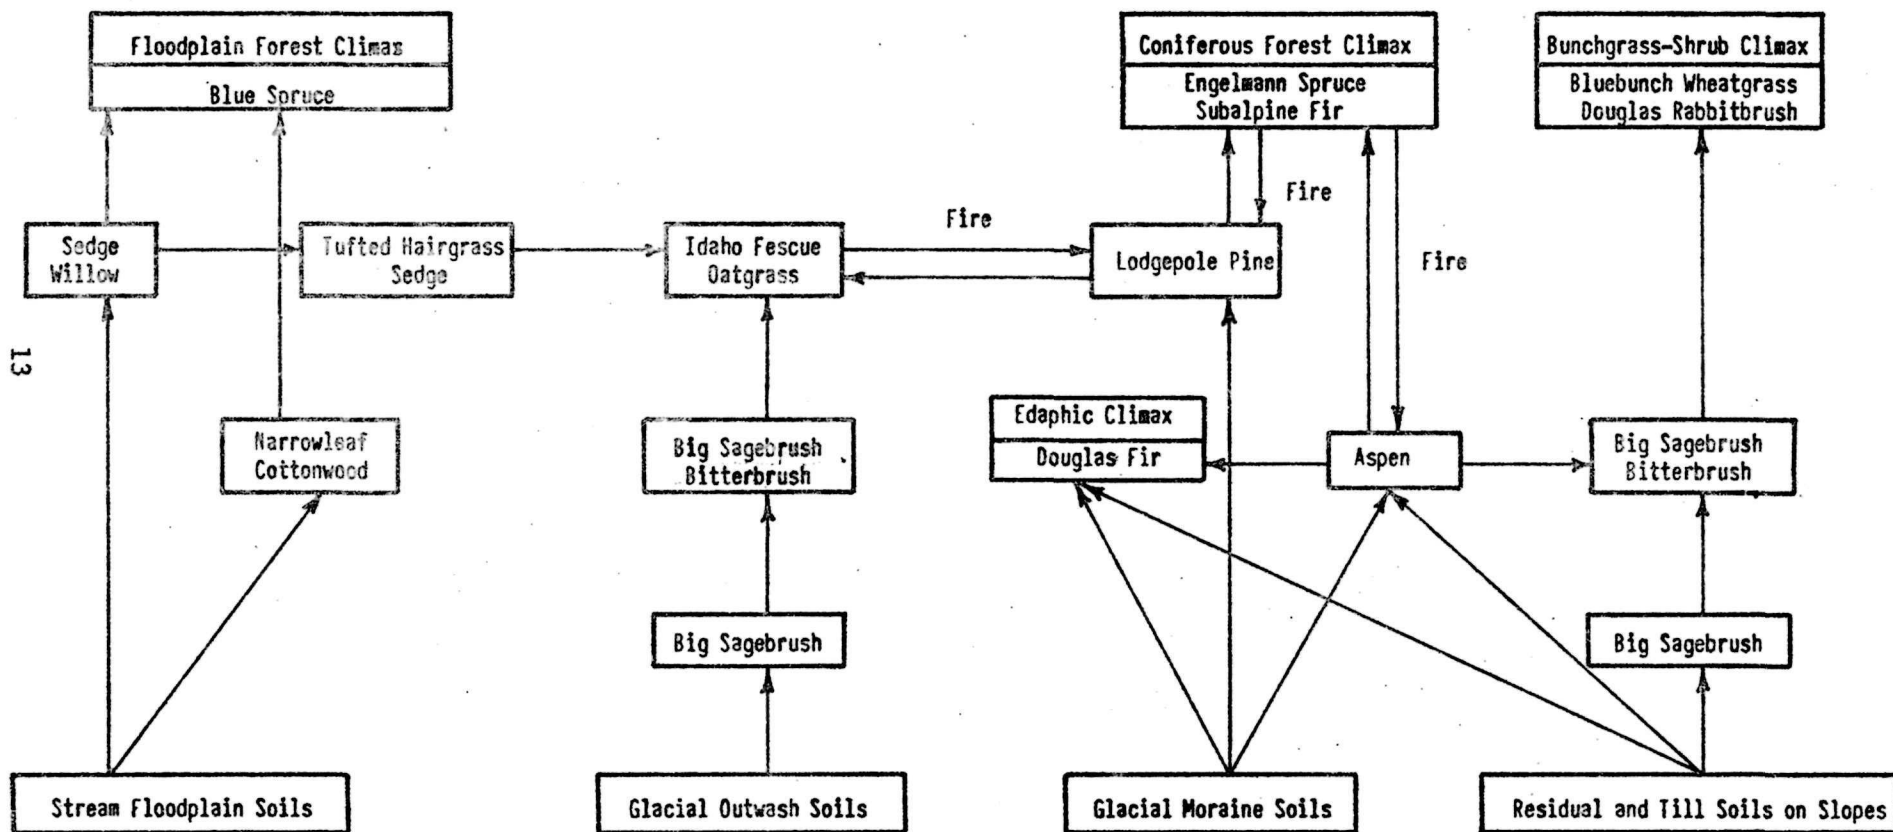 Floodplain Forest Climax
Blue Spruce
Coniferous Forest Climax
Engelmann Spruce
Subalpine Fir
Bunchgrass-Shrub Climax
Bluebunch Wheatgrass
Douglas Rabbitbrush
Fire
Fire
Fire
Sedge
Willow
Tufted Hairgrass
Sedge
Idaho Fescue
Oatgrass
Lodgepole Pine
13
Narrowleaf
Cottonwood
Big Sagebrush
Bitterbrush
Edaphic Climax
Douglas Fir
Aspen
Big Sagebrush
Bitterbrush
Big Sagebrush
Big Sagebrush
Stream Floodplain Soils
Glacial Outwash Soils
Glacial Moraine Soils
Residual and Till Soils on Slopes